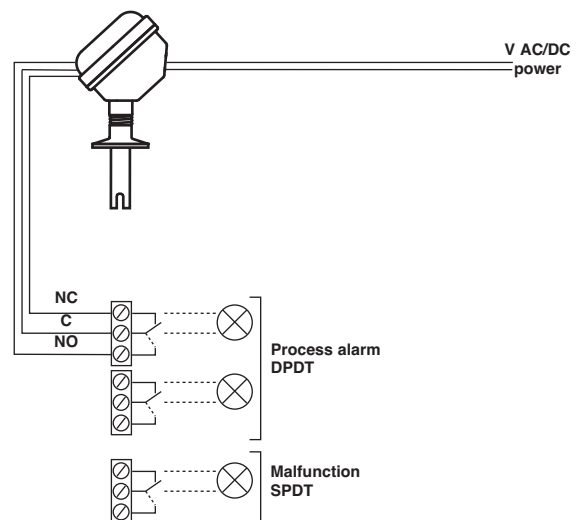 V AC/DC
power
NC
C
NO
Process alarm
DPDT
Malfunction
SPDT